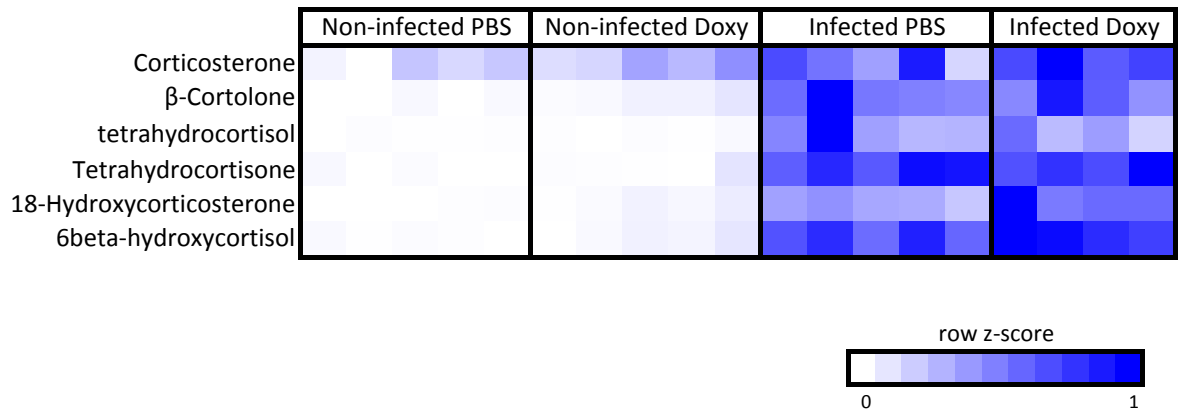 Non-infected PBS Non-infected Doxy Infected PBS Infected Doxy
Corticosterone
β-Cortolone
tetrahydrocortisol
Tetrahydrocortisone
18-Hydroxycorticosterone
6beta-hydroxycortisol
row z-score
0 1